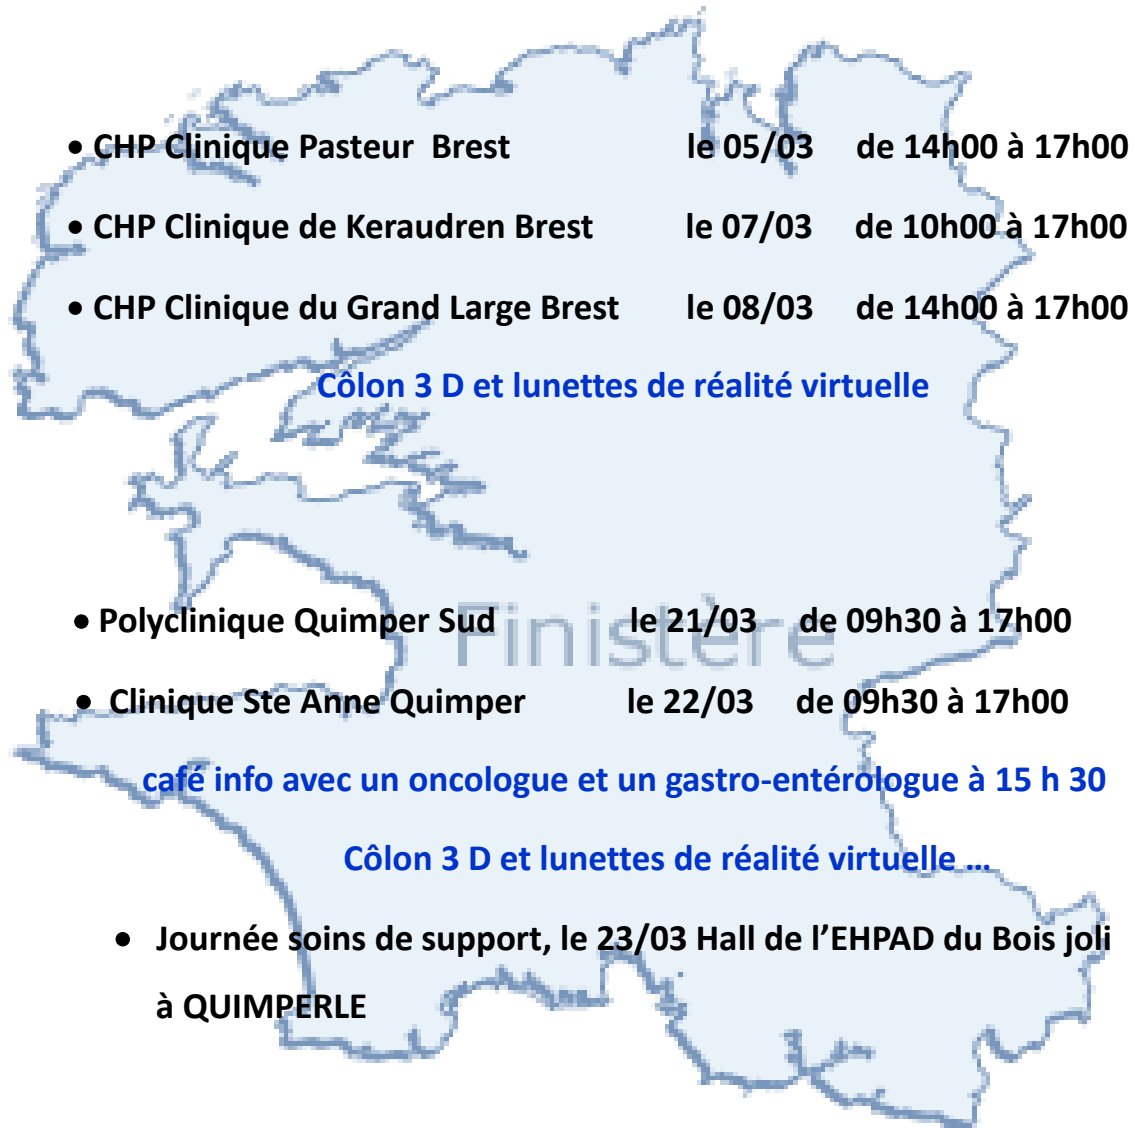 • CHP Clinique Pasteur Brest le 05/03 de 14h00 à 17h00
• CHP Clinique de Keraudren Brest le 07/03 de 10h00 à 17h00
• CHP Clinique du Grand Large Brest le 08/03 de 14h00 à 17h00
Côlon 3 D et lunettes de réalité virtuelle
Finistère
• Polyclinique Quimper Sud le 21/03 de 09h30 à 17h00
• Clinique Ste Anne Quimper le 22/03 de 09h30 à 17h00
café info avec un oncologue et un gastro-entérologue à 15 h 30
Côlon 3 D et lunettes de réalité virtuelle ...
• Journée soins de support, le 23/03 Hall de l’EHPAD du Bois joli
à QUIMPERLE